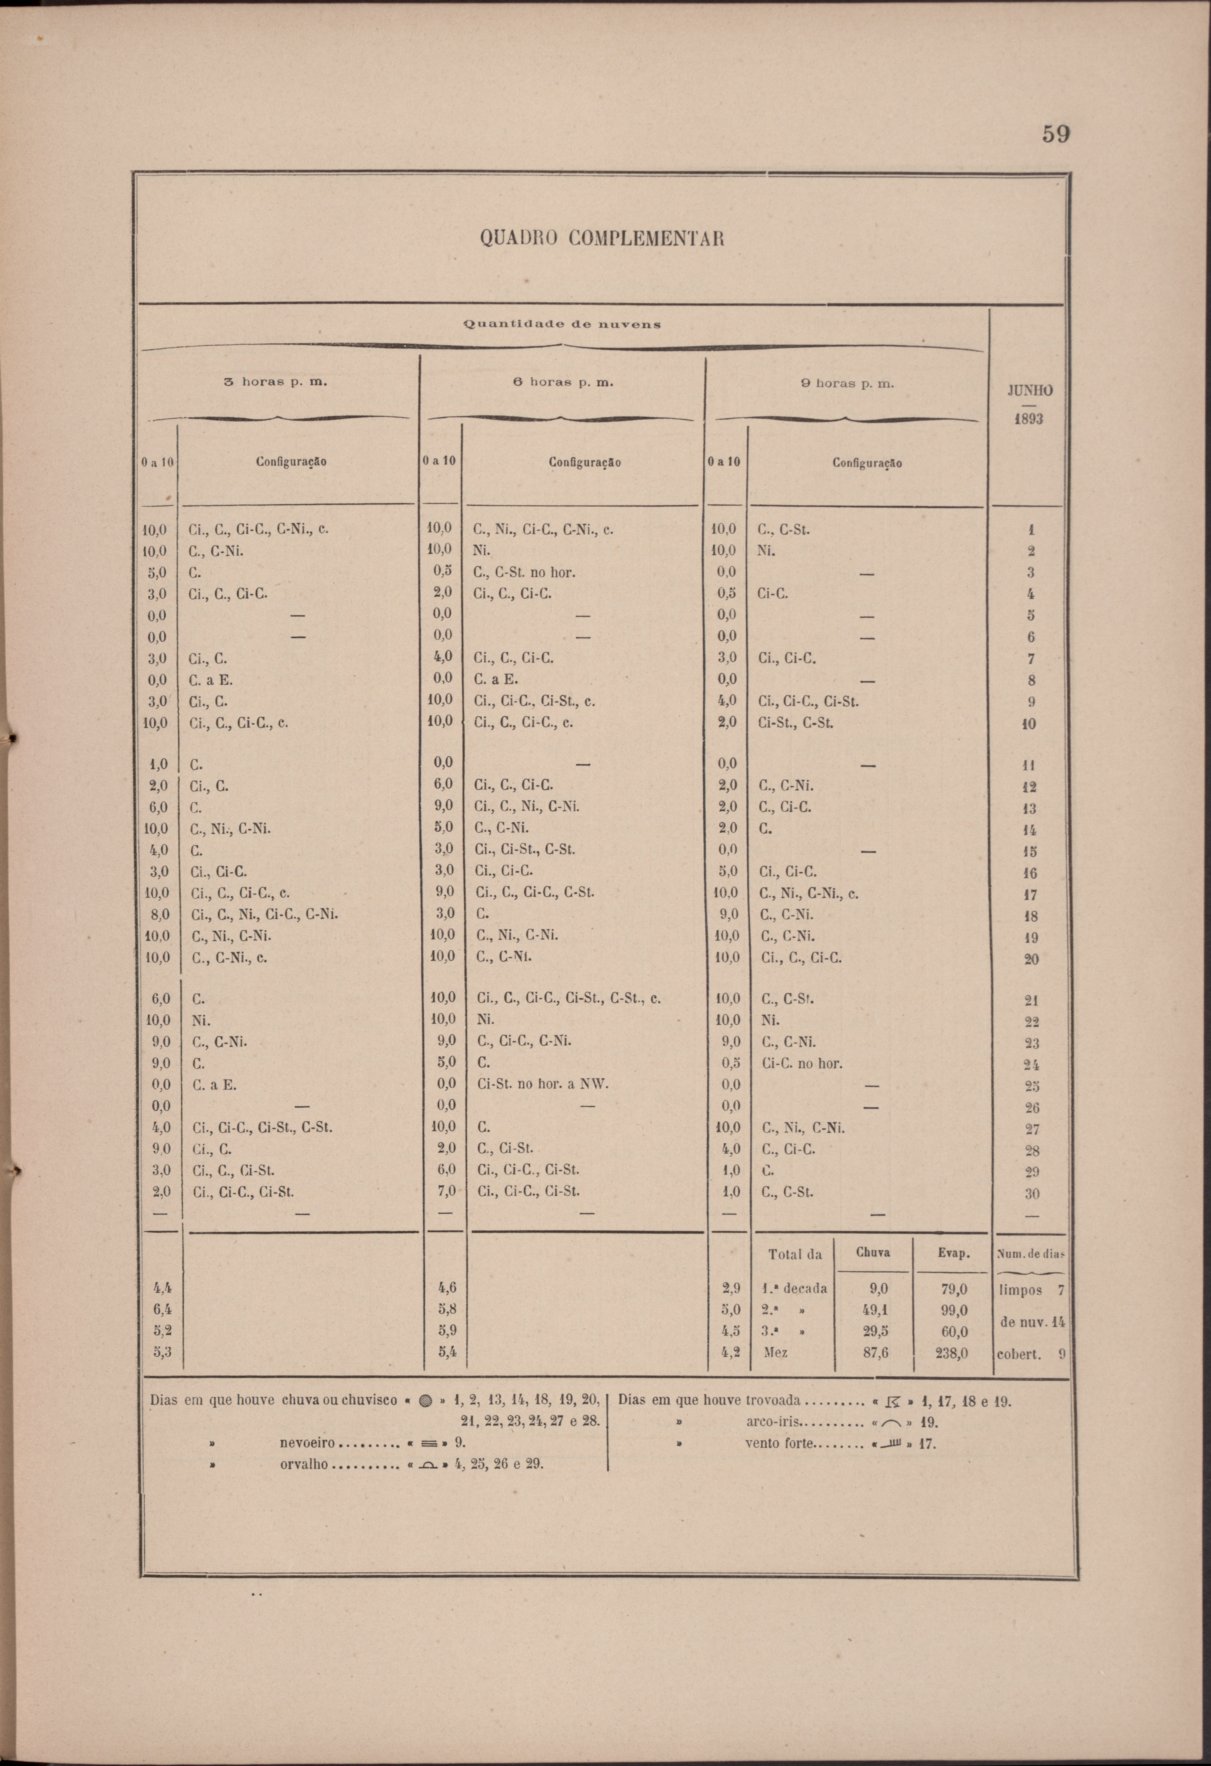 59
QUADRO COMPLEMENTAR
Quantidade de nuvens
3 horas p. m. 6 horas p. m. 9 horas p. m. JUNHO
—
1893
0 a 10 Configuração 0 a 10 Configuração 0 a 10 Configuração
10,0 Ci., C., Ci-C., C-Ni., c. 10,0 C., Ni., Ci-C., C-Ni., c. 10,0 C., C-St. 1
10,0 C., C-Ni. 10,0 Ni. 10,0 Ni. 2
5,0 C. 0,5 C., C-St. no hor. 0,0 — 3
3,0 Ci., C., Ci-C. 2,0 Ci., C., Ci-C. 0,5 Ci-C. 4
0,0 — 0,0 — 0,0 — 5
0,0 — 0,0 — 0,0 — 6
3,0 Ci., C. 4,0 Ci., C., Ci-C. 3,0 Ci., Ci-C. 7
0,0 C. a E. 0,0 C. a E. 0,0 — 8
3,0 Ci., C. 10,0 Ci., Ci-C., Ci-St., c. 4,0 Ci., Ci-C., Ci-St. 9
10,0 Ci., C., Ci-C., c. 10,0 Ci., C., Ci-C., c. 2,0 Ci-St., C-St. 10
1,0 C. 0,0 — 0,0 — 11
2,0 Ci., C. 6,0 Ci., C., Ci-C. 2,0 C., C-Ni. 12
6,0 C. 9,0 Ci., C., Ni., C-Ni. 2,0 C., Ci-C. 13
10,0 C., Ni., C-Ni. 5,0 C., C-Ni. 2,0 C. 14
4,0 C. 3,0 Ci., Ci-St., C-St. 0,0 — 15
3,0 Ci., Ci-C. 3,0 Ci., Ci-C. 5,0 Ci., Ci-C. 16
10,0 Ci., C., Ci-C., c. 9,0 Ci., C., Ci-C., C-St. 10,0 C., Ni., C-Ni., c. 17
8,0 Ci., C., Ni., Ci-C., C-Ni. 3,0 C. 9,0 C., C-Ni. 18
10,0 C., Ni., C-Ni. 10,0 C., Ni., C-Ni. 10,0 C., C-Ni. 19
10,0 C., C-Ni., c. 10,0 C., C-Ni. 10,0 Ci., C., Ci-C. 20
6,0 C. 10,0 Ci., C., Ci-C., Ci-St., C-St., c. 10,0 C., C-St. 21
10,0 Ni. 10,0 Ni. 10,0 Ni. 22
9,0 C., C-Ni. 9,0 C., Ci-C., C-Ni. 9,0 C., C-Ni. 23
9,0 C. 5,0 C. 0,5 Ci-C. no hor. 24
0,0 C. a E. 0,0 Ci-St. no hor. a NW. 0,0 — 25
0,0 — 0,0 — 0,0 — 26
4,0 Ci., Ci-C., Ci-St., C-St. 10,0 C. 10,0 C., Ni., C-Ni. 27
9,0 Ci., C. 2,0 C., Ci-St. 4,0 C., Ci-C. 28
3,0 Ci., C., Ci-St. 6,0 Ci., Ci-C., Ci-St. 1,0 C. 29
2,0 Ci., Ci-C., Ci-St. 7,0 Ci., Ci-C., Ci-St. 1,0 C., C-St. 30
— — — — — — —
Total da Chuva Evap. Num. de dias
4,4 4,6 2,9 1.ª decada 9,0 79,0 limpos 7
6,4 5,8 5,0 2.ª » 49,1 99,0
de nuv. 14
5,2 5,9 4,5 3.ª » 29,5 60,0
5,3 5,4 4,2 Mez 87,6 238,0 cobert. 9
Dias em que houve chuva ou chuvisco « » 1, 2, 13, 14, 18, 19, 20,
21, 22, 23, 24, 27 e 28.
» nevoeiro ......... « » 9.
» orvalho .......... « » 4, 25, 26 e 29.
Dias em que houve trovoada ......... « » 1, 17, 18 e 19.
» arco-iris.......... « » 19.
» vento forte........ « » 17.